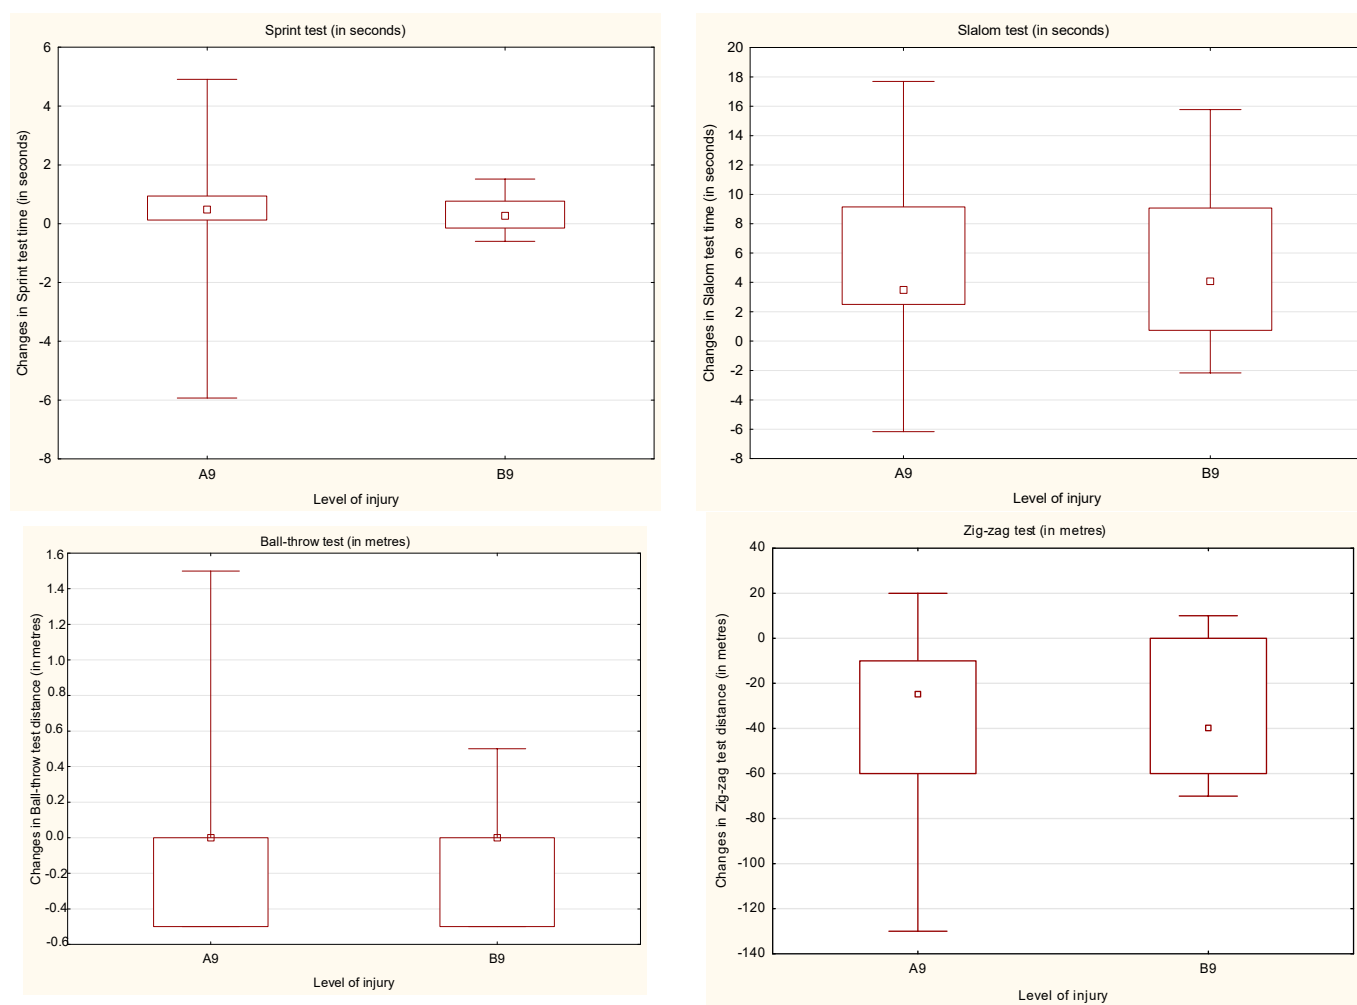 Sprint test (in seconds)
Changes in Sprint test time (in seconds)
6
4
2
0
-2
-4
-6
-8
A9
B9
Level of injury
Slalom test (in seconds)
Changes in Slalom test time (in seconds)
20
18
16
14
12
10
8
6
4
2
0
-2
-4
-6
-8
A9
B9
Level of injury
Ball-throw test (in metres)
Changes in Ball-throw test distance (in metres)
1.6
1.4
1.2
1.0
0.8
0.6
0.4
0.2
0.0
-0.2
-0.4
-0.6
A9
B9
Level of injury
Zig-zag test (in metres)
Changes in Zig-zag test distance (in metres)
40
20
0
-20
-40
-60
-80
-100
-120
-140
A9
B9
Level of injury